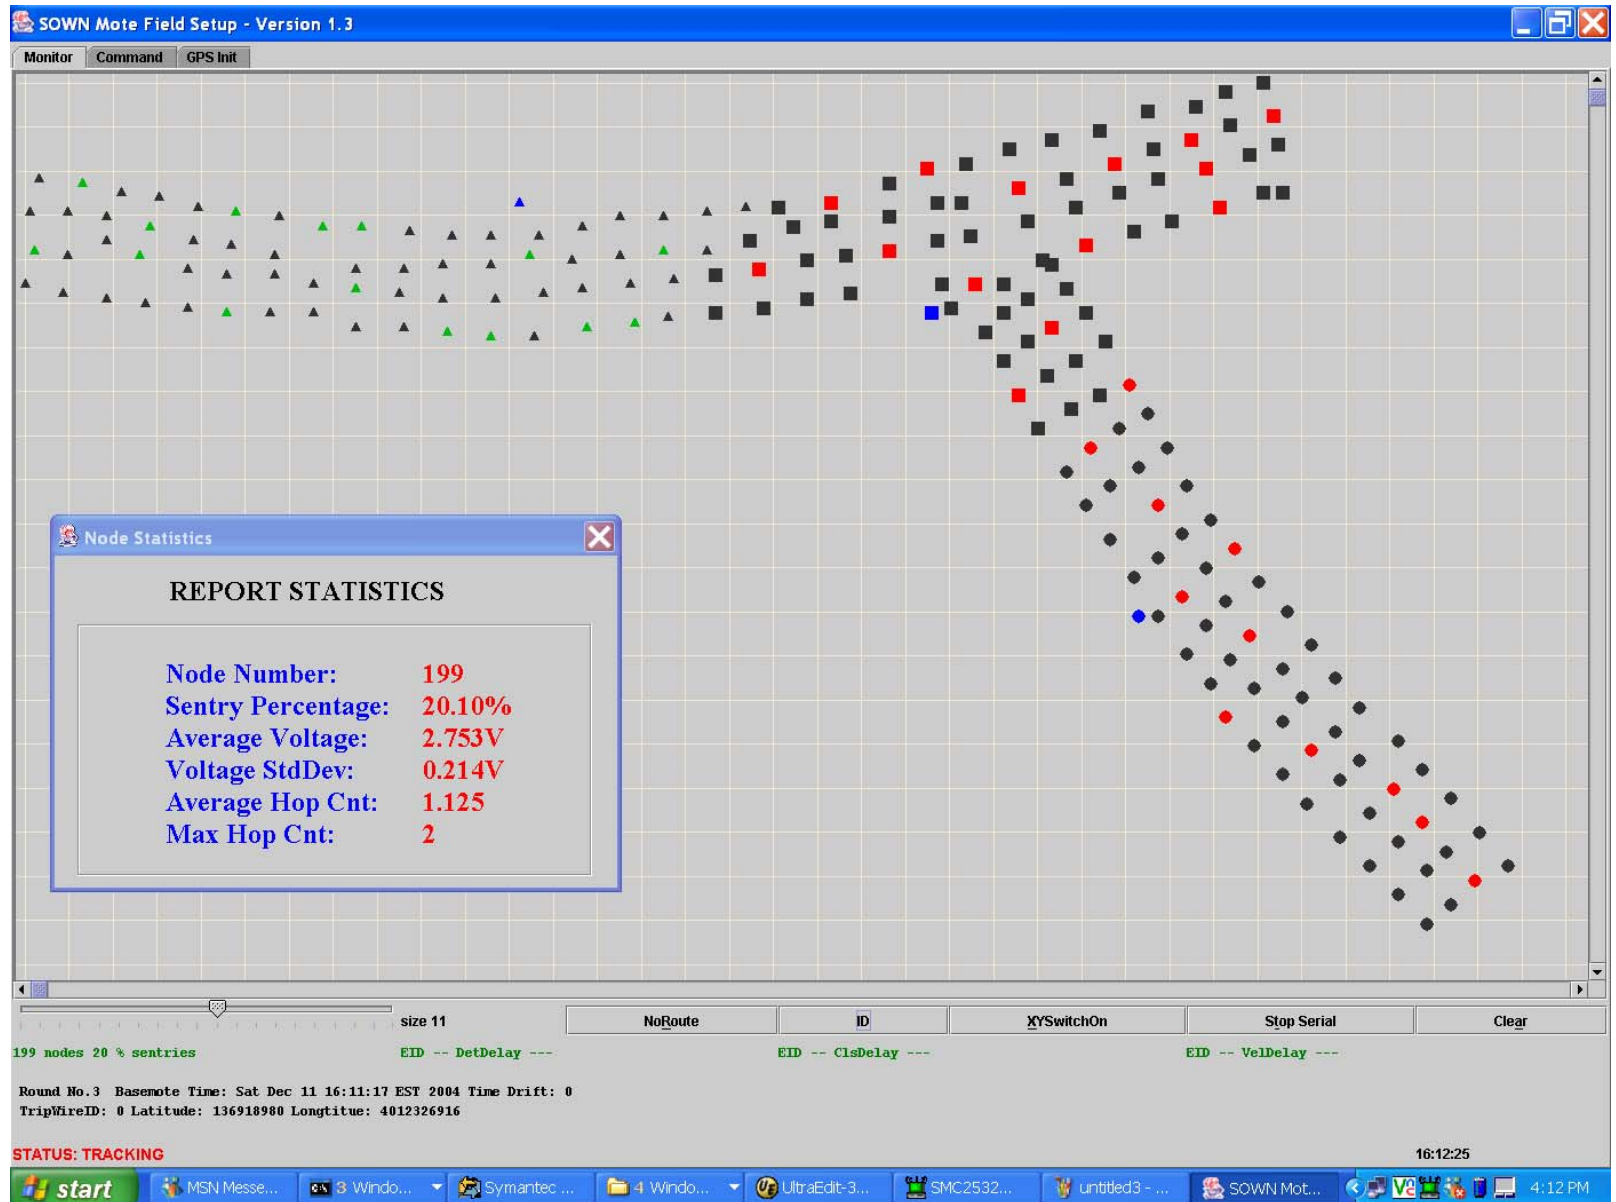 SOWN Mote Field Setup - Version 1.3
Monitor Command GPS Init
Node Statistics
REPORT STATISTICS
Node Number: 199
Sentry Percentage: 20.10%
Average Voltage: 2.753V
Voltage StdDev: 0.214V
Average Hop Cnt: 1.125
Max Hop Cnt: 2
size 11 NoRoute ID XYSwitchOn Stop Serial Clear
199 nodes 20 % sentries EID -- DetDelay --- EID -- ClsDelay --- EID -- VelDelay ---
Round No.3 Basemote Time: Sat Dec 11 16:11:17 EST 2004 Time Drift: 0
TripWireID: 0 Latitude: 136918980 Longtitue: 4012326916
STATUS: TRACKING 16:12:25
start MSN Messe... 3 Windo... Symantec ... 4 Windo... UltraEdit-3... SMC2532... untitled3 - ... SOWN Mot... 4:12 PM